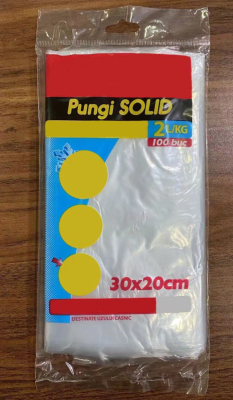 Pungi SOLID
2L/KG
100 buc
30x20cm